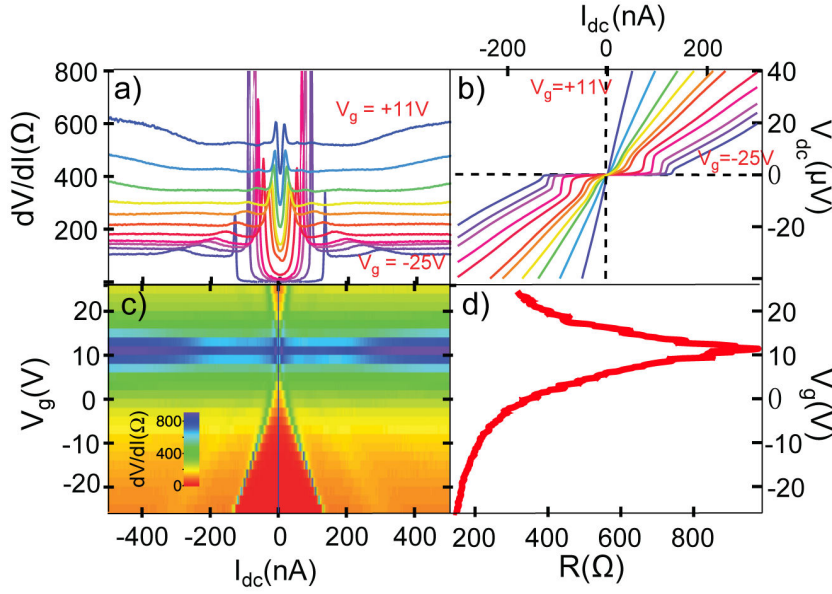 I_dc(nA)
-200 0 200
800
600
400
200
dV/dI(Ω)
a)
V_g = +11V
V_g = -25V
b)
V_g=+11V
V_g=-25V
40
20
0
-20
V_dc(μV)
c)
20
10
0
-10
-20
V_g(V)
dV/dI(Ω)
800
400
0
-400 -200 0 200 400
I_dc(nA)
d)
20
10
0
-10
-20
V_g(V)
200 400 600 800
R(Ω)